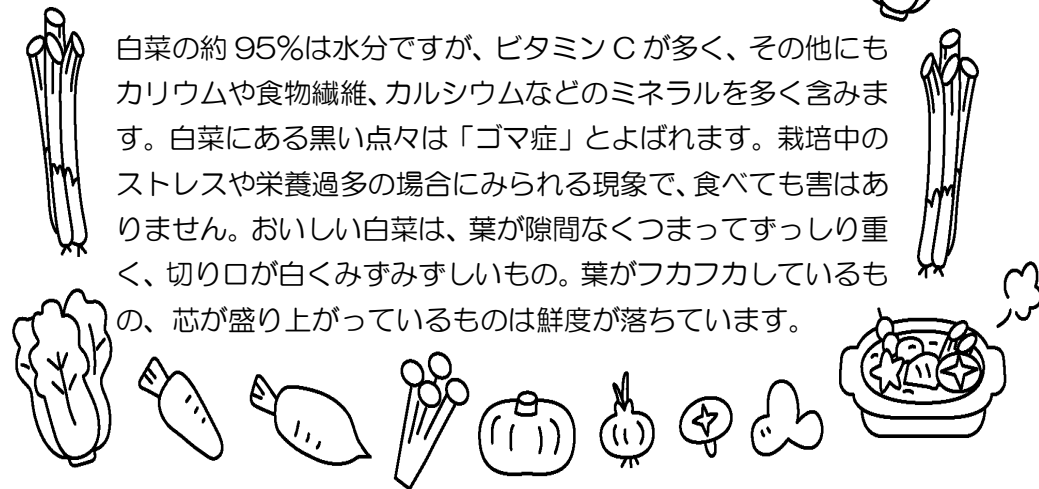 白菜の約 95%は水分ですが、ビタミン C が多く、その他にも
カリウムや食物繊維、カルシウムなどのミネラルを多く含みま
す。白菜にある黒い点々は「ゴマ症」とよばれます。栽培中の
ストレスや栄養過多の場合にみられる現象で、食べても害はあ
りません。おいしい白菜は、葉が隙間なくつまってずっしり重
く、切り口が白くみずみずしいもの。葉がフカフカしているも
の、芯が盛り上がっているものは鮮度が落ちています。